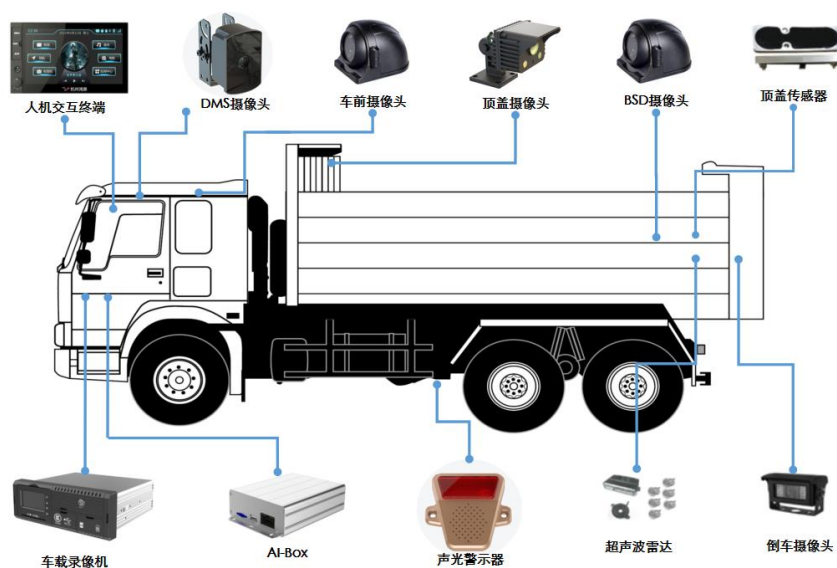 人机交互终端
DMS摄像头
车前摄像头
顶盖摄像头
BSD摄像头
顶盖传感器
车载录像机
AI-Box
声光警示器
超声波雷达
倒车摄像头